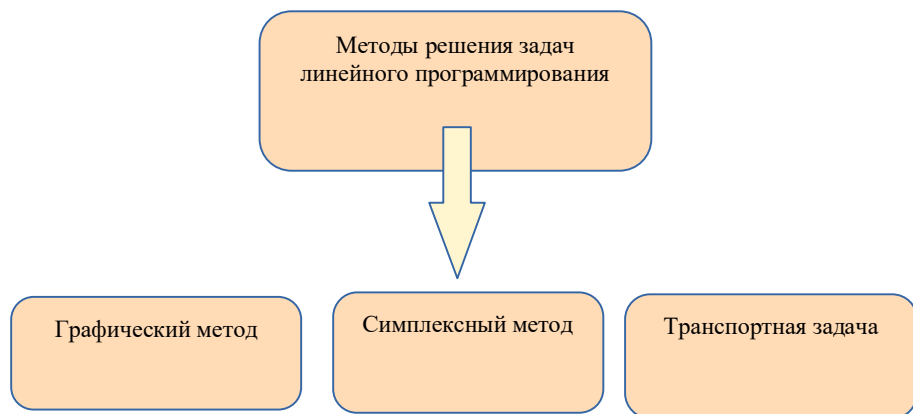 Методы решения задач
линейного программирования
Графический метод
Симплексный метод
Транспортная задача